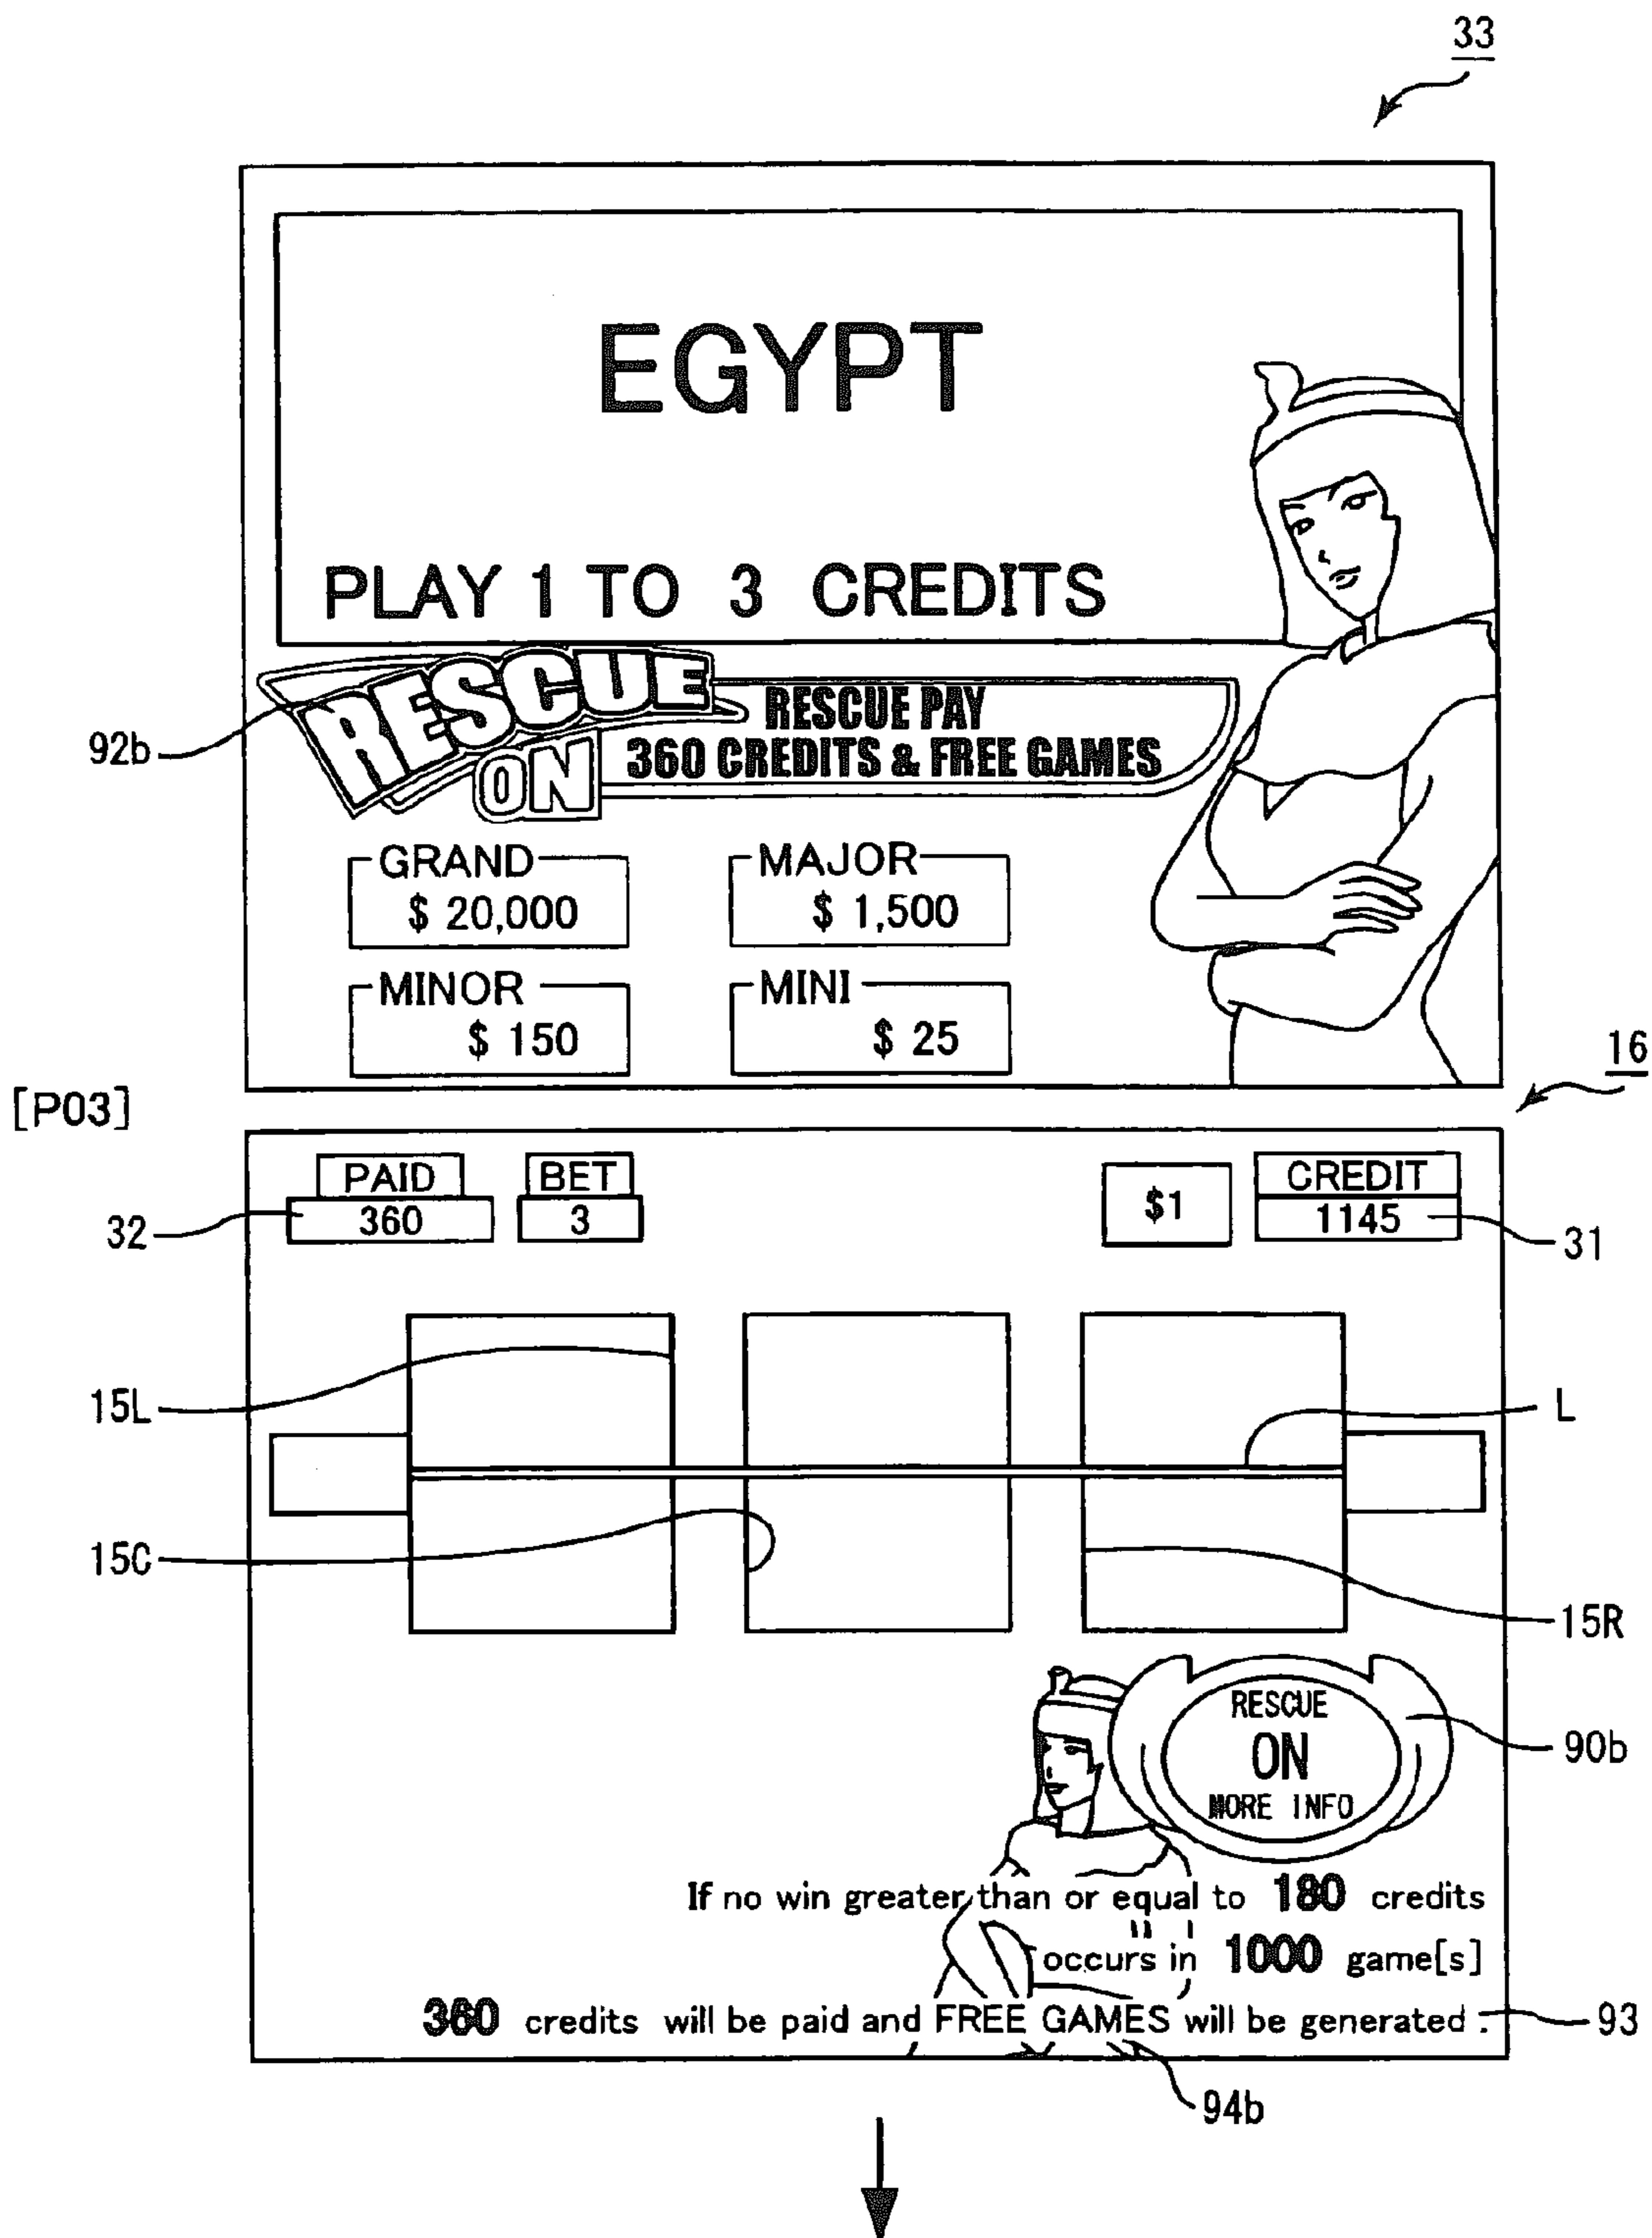 33
EGYPT
PLAY 1 TO 3 CREDITS
RESCUE
ON
RESCUE PAY
360 CREDITS & FREE GAMES
92b
GRAND
$ 20,000
MAJOR
$ 1,500
MINOR
$ 150
MINI
$ 25
16
[P03]
PAID
360
BET
3
$1
CREDIT
1145
32
31
15L
L
15C
15R
RESCUE
ON
MORE INFO
90b
If no win greater than or equal to 180 credits
occurs in 1000 game[s]
360 credits will be paid and FREE GAMES will be generated .
93
94b